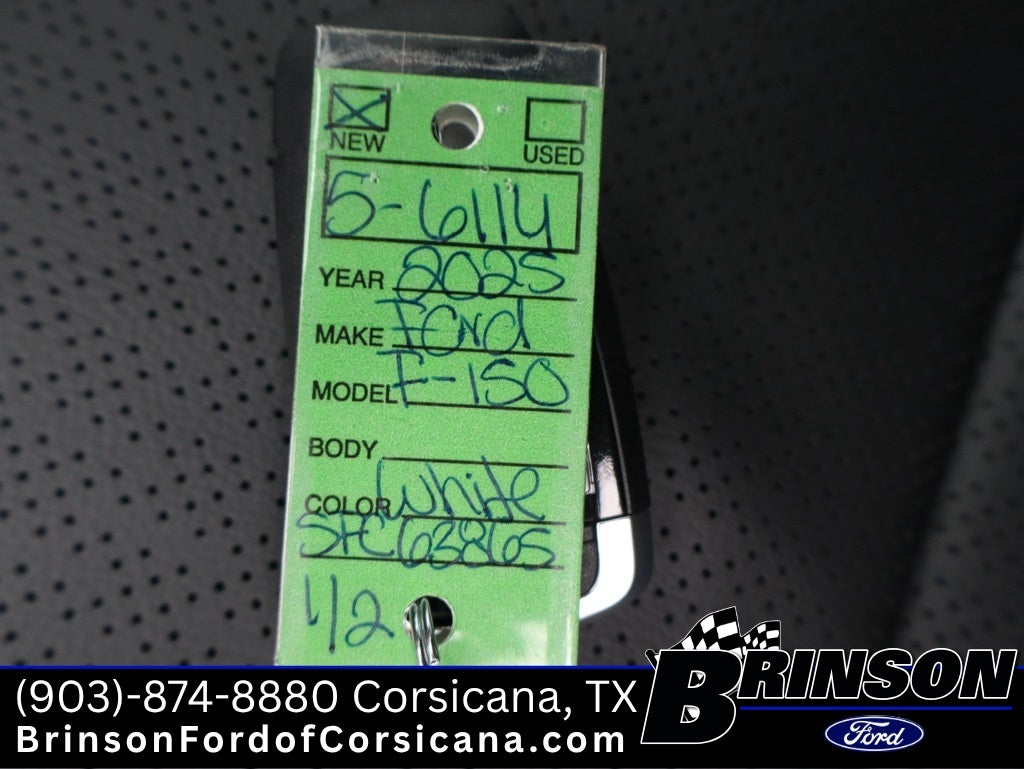 NEW
USED
5-6114
YEAR 2025
MAKE Ford
MODEL F-150
BODY
COLOR White
SFC63865
1/2
(903)-874-8880 Corsicana, TX
BrinsonFordofCorsicana.com
BRINSON
Ford